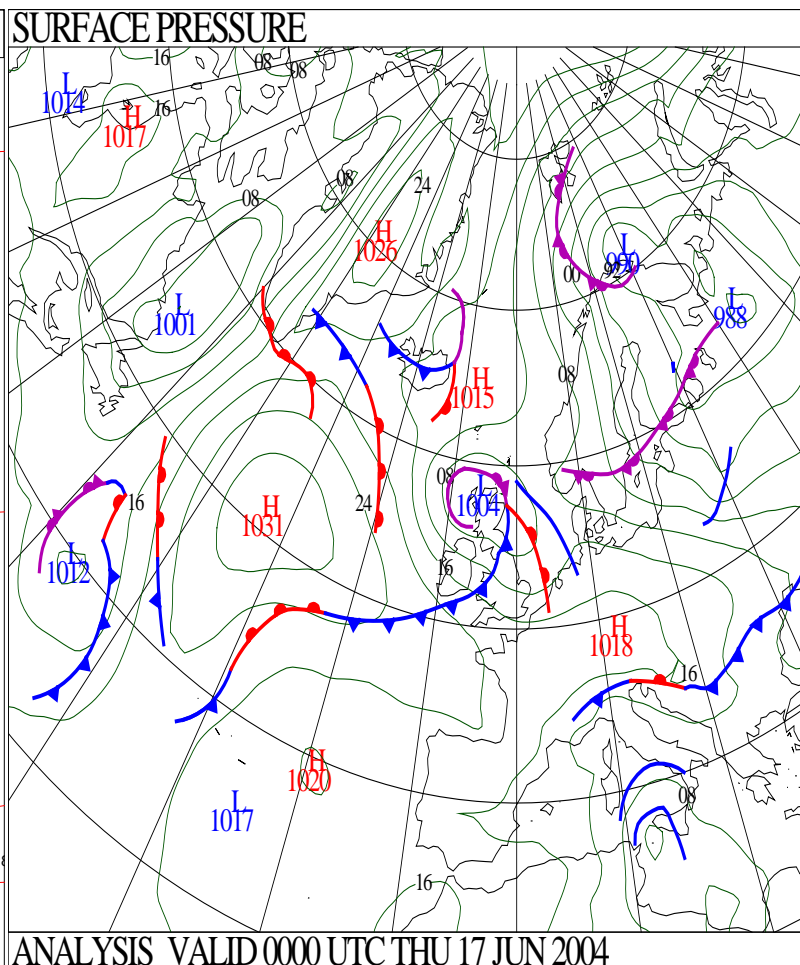 SURFACE PRESSURE
16
08
08
L
1014
H
1017
16
08
24
08
H
1026
L
990
00
L
1001
L
988
08
H
1015
08
L
1004
16
24
H
1031
L
1012
16
H
1018
16
H
1020
L
1017
08
16
ANALYSIS VALID 0000 UTC THU 17 JUN 2004